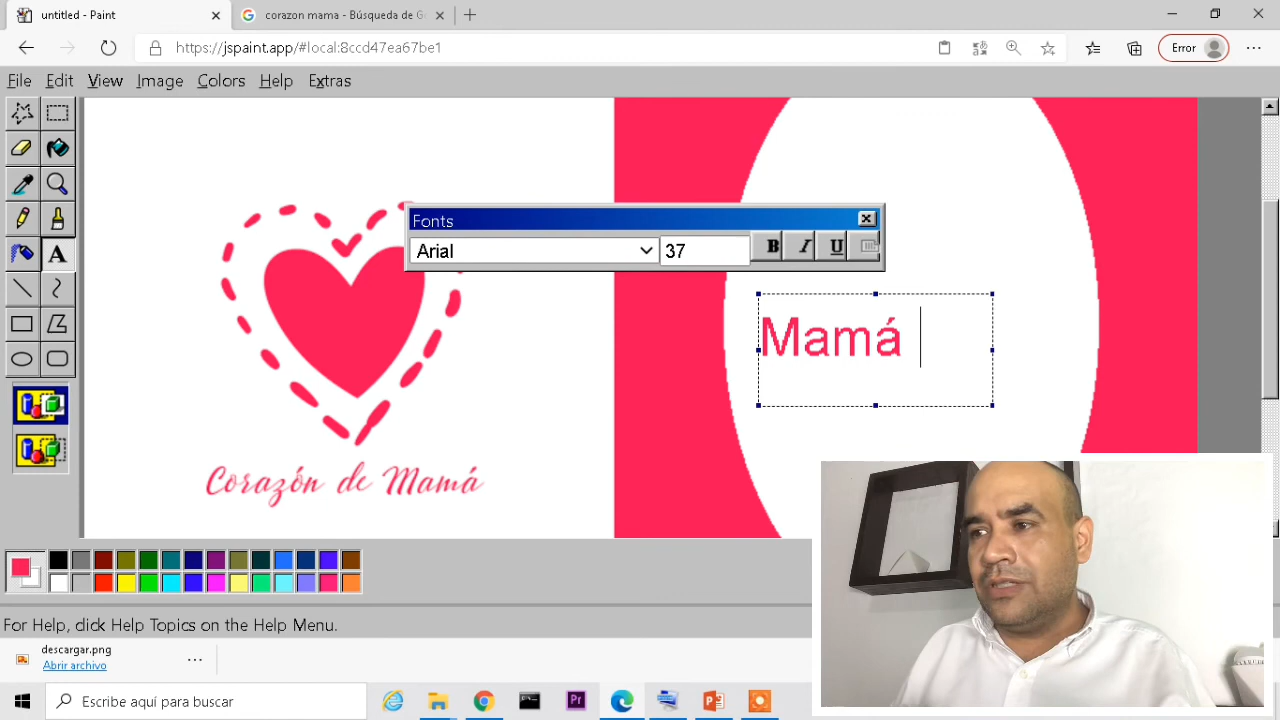 untitled - Paint
corazon mama - Búsqueda de G
https://jspaint.app/#local:8ccd47ea67be1
Error
File Edit View Image Colors Help Extras
Fonts
Arial 37 B I U
A
Mamá
Corazón de Mamá
For Help, click Help Topics on the Help Menu.
descargar.png
Abrir archivo
Escribe aquí para buscar